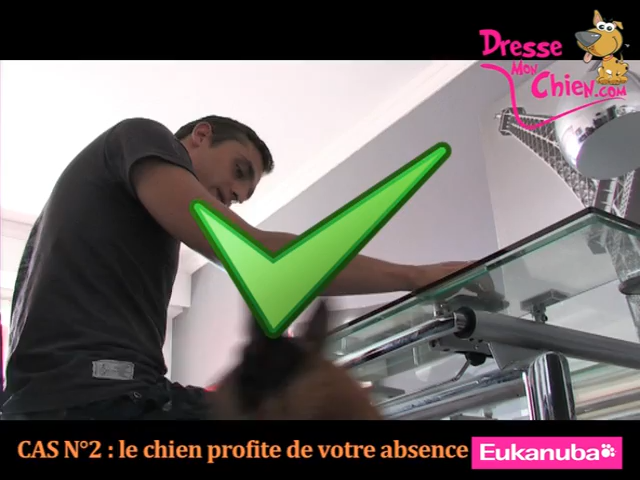 Dresse
Mon
Chien.com
CAS N°2 : le chien profite de votre absence
Eukanuba